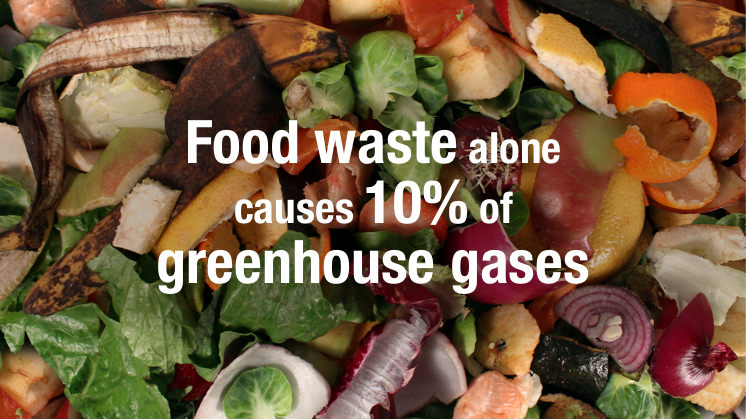 Food waste alone
causes 10% of
greenhouse gases